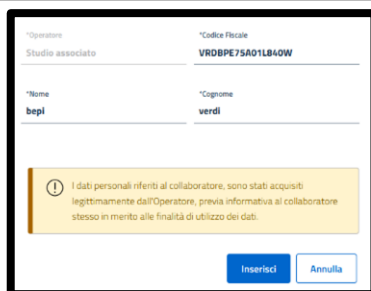 *Operatore
*Codice Fiscale
Studio associato
VRDBPE75A01L840W
*Nome
*Cognome
bepi
verdi
I dati personali riferiti al collaboratore, sono stati acquisiti
legittimamente dall'Operatore, previa informativa al collaboratore
stesso in merito alle finalità di utilizzo dei dati.
Inserisci
Annulla